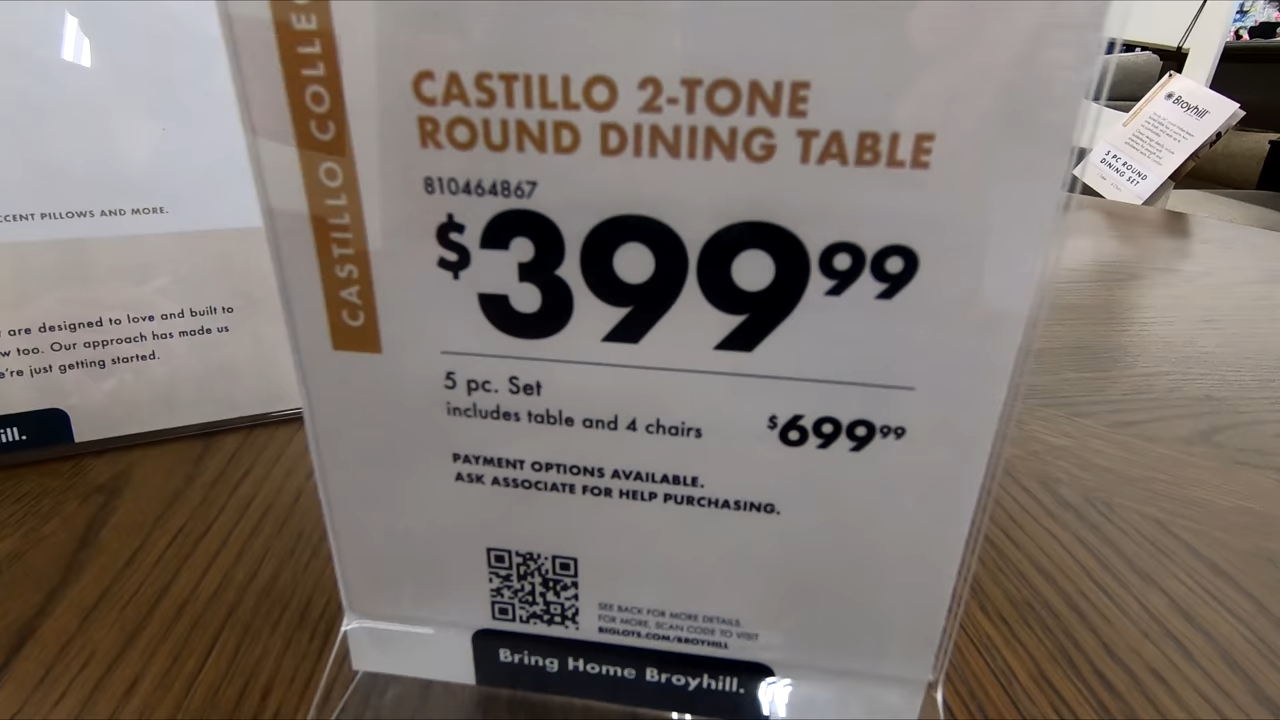 CCENT PILLOWS AND MORE.
are designed to love and built to
w too. Our approach has made us
e're just getting started.
ill.
CASTILLO COLLEC
CASTILLO 2-TONE
ROUND DINING TABLE
810464867
$399.99
5 pc. Set
includes table and 4 chairs $699.99
PAYMENT OPTIONS AVAILABLE.
ASK ASSOCIATE FOR HELP PURCHASING.
SEE BACK FOR MORE DETAILS.
FOR MORE, SCAN CODE TO VISIT
BIGLOTS.COM/BROYHILL
Bring Home Broyhill.
Broyhill
5 PC ROUND
DINING SET